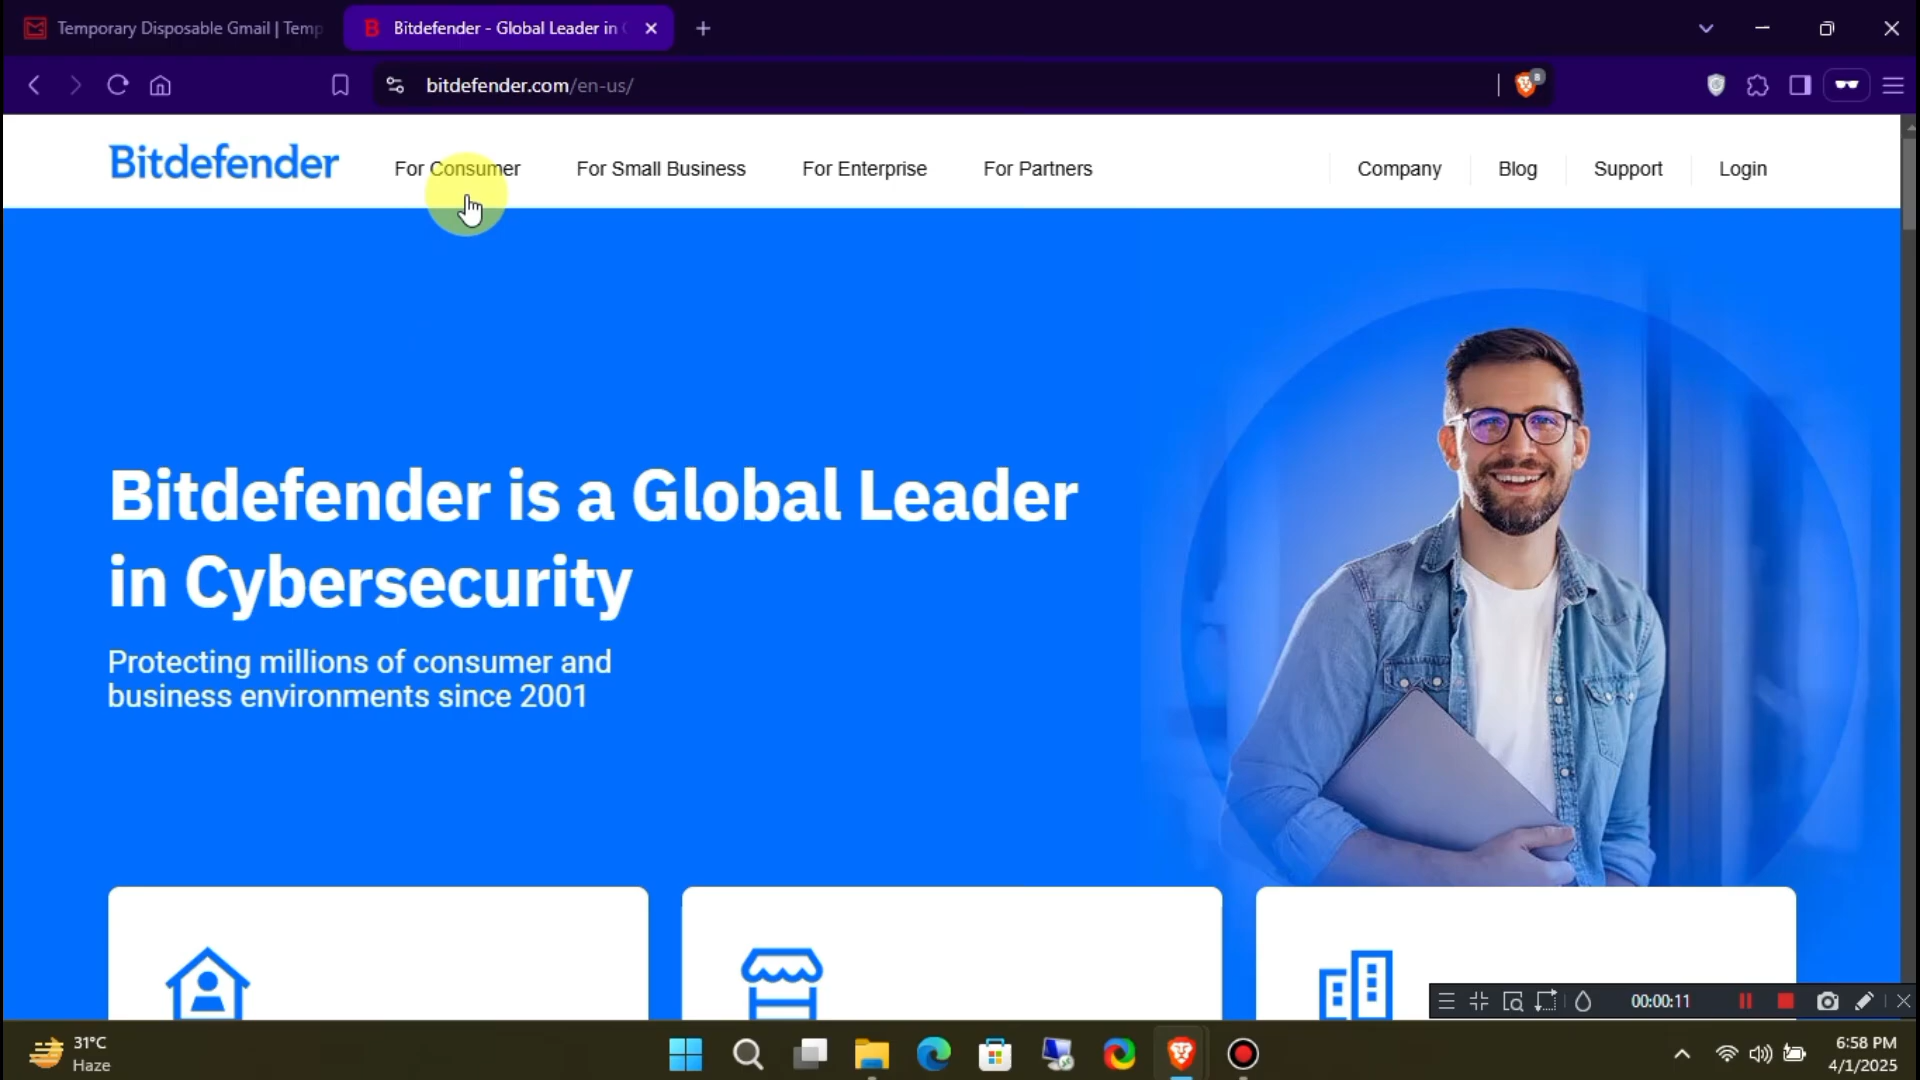 Temporary Disposable Gmail | Temp
Bitdefender - Global Leader in
bitdefender.com/en-us/
8
Bitdefender
For Consumer
For Small Business
For Enterprise
For Partners
Company
Blog
Support
Login
Bitdefender is a Global Leader
in Cybersecurity
Protecting millions of consumer and
business environments since 2001
00:00:11
31°C
Haze
6:58 PM
4/1/2025